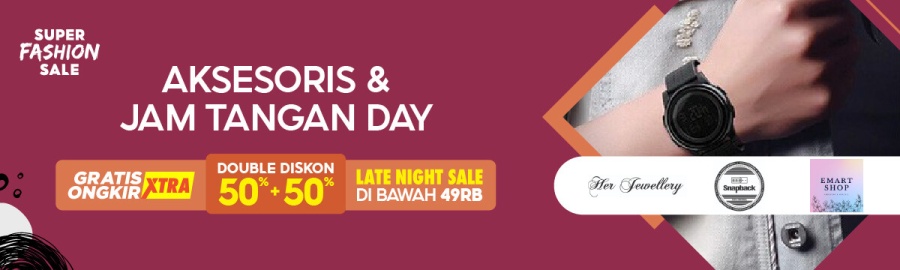 SUPER
FASHION
SALE
AKSESORIS &
JAM TANGAN DAY
GRATIS
ONGKIR XTRA
DOUBLE DISKON
50% + 50%
LATE NIGHT SALE
DI BAWAH 49RB
Her Jewellery
Snapback
EMART
SHOP